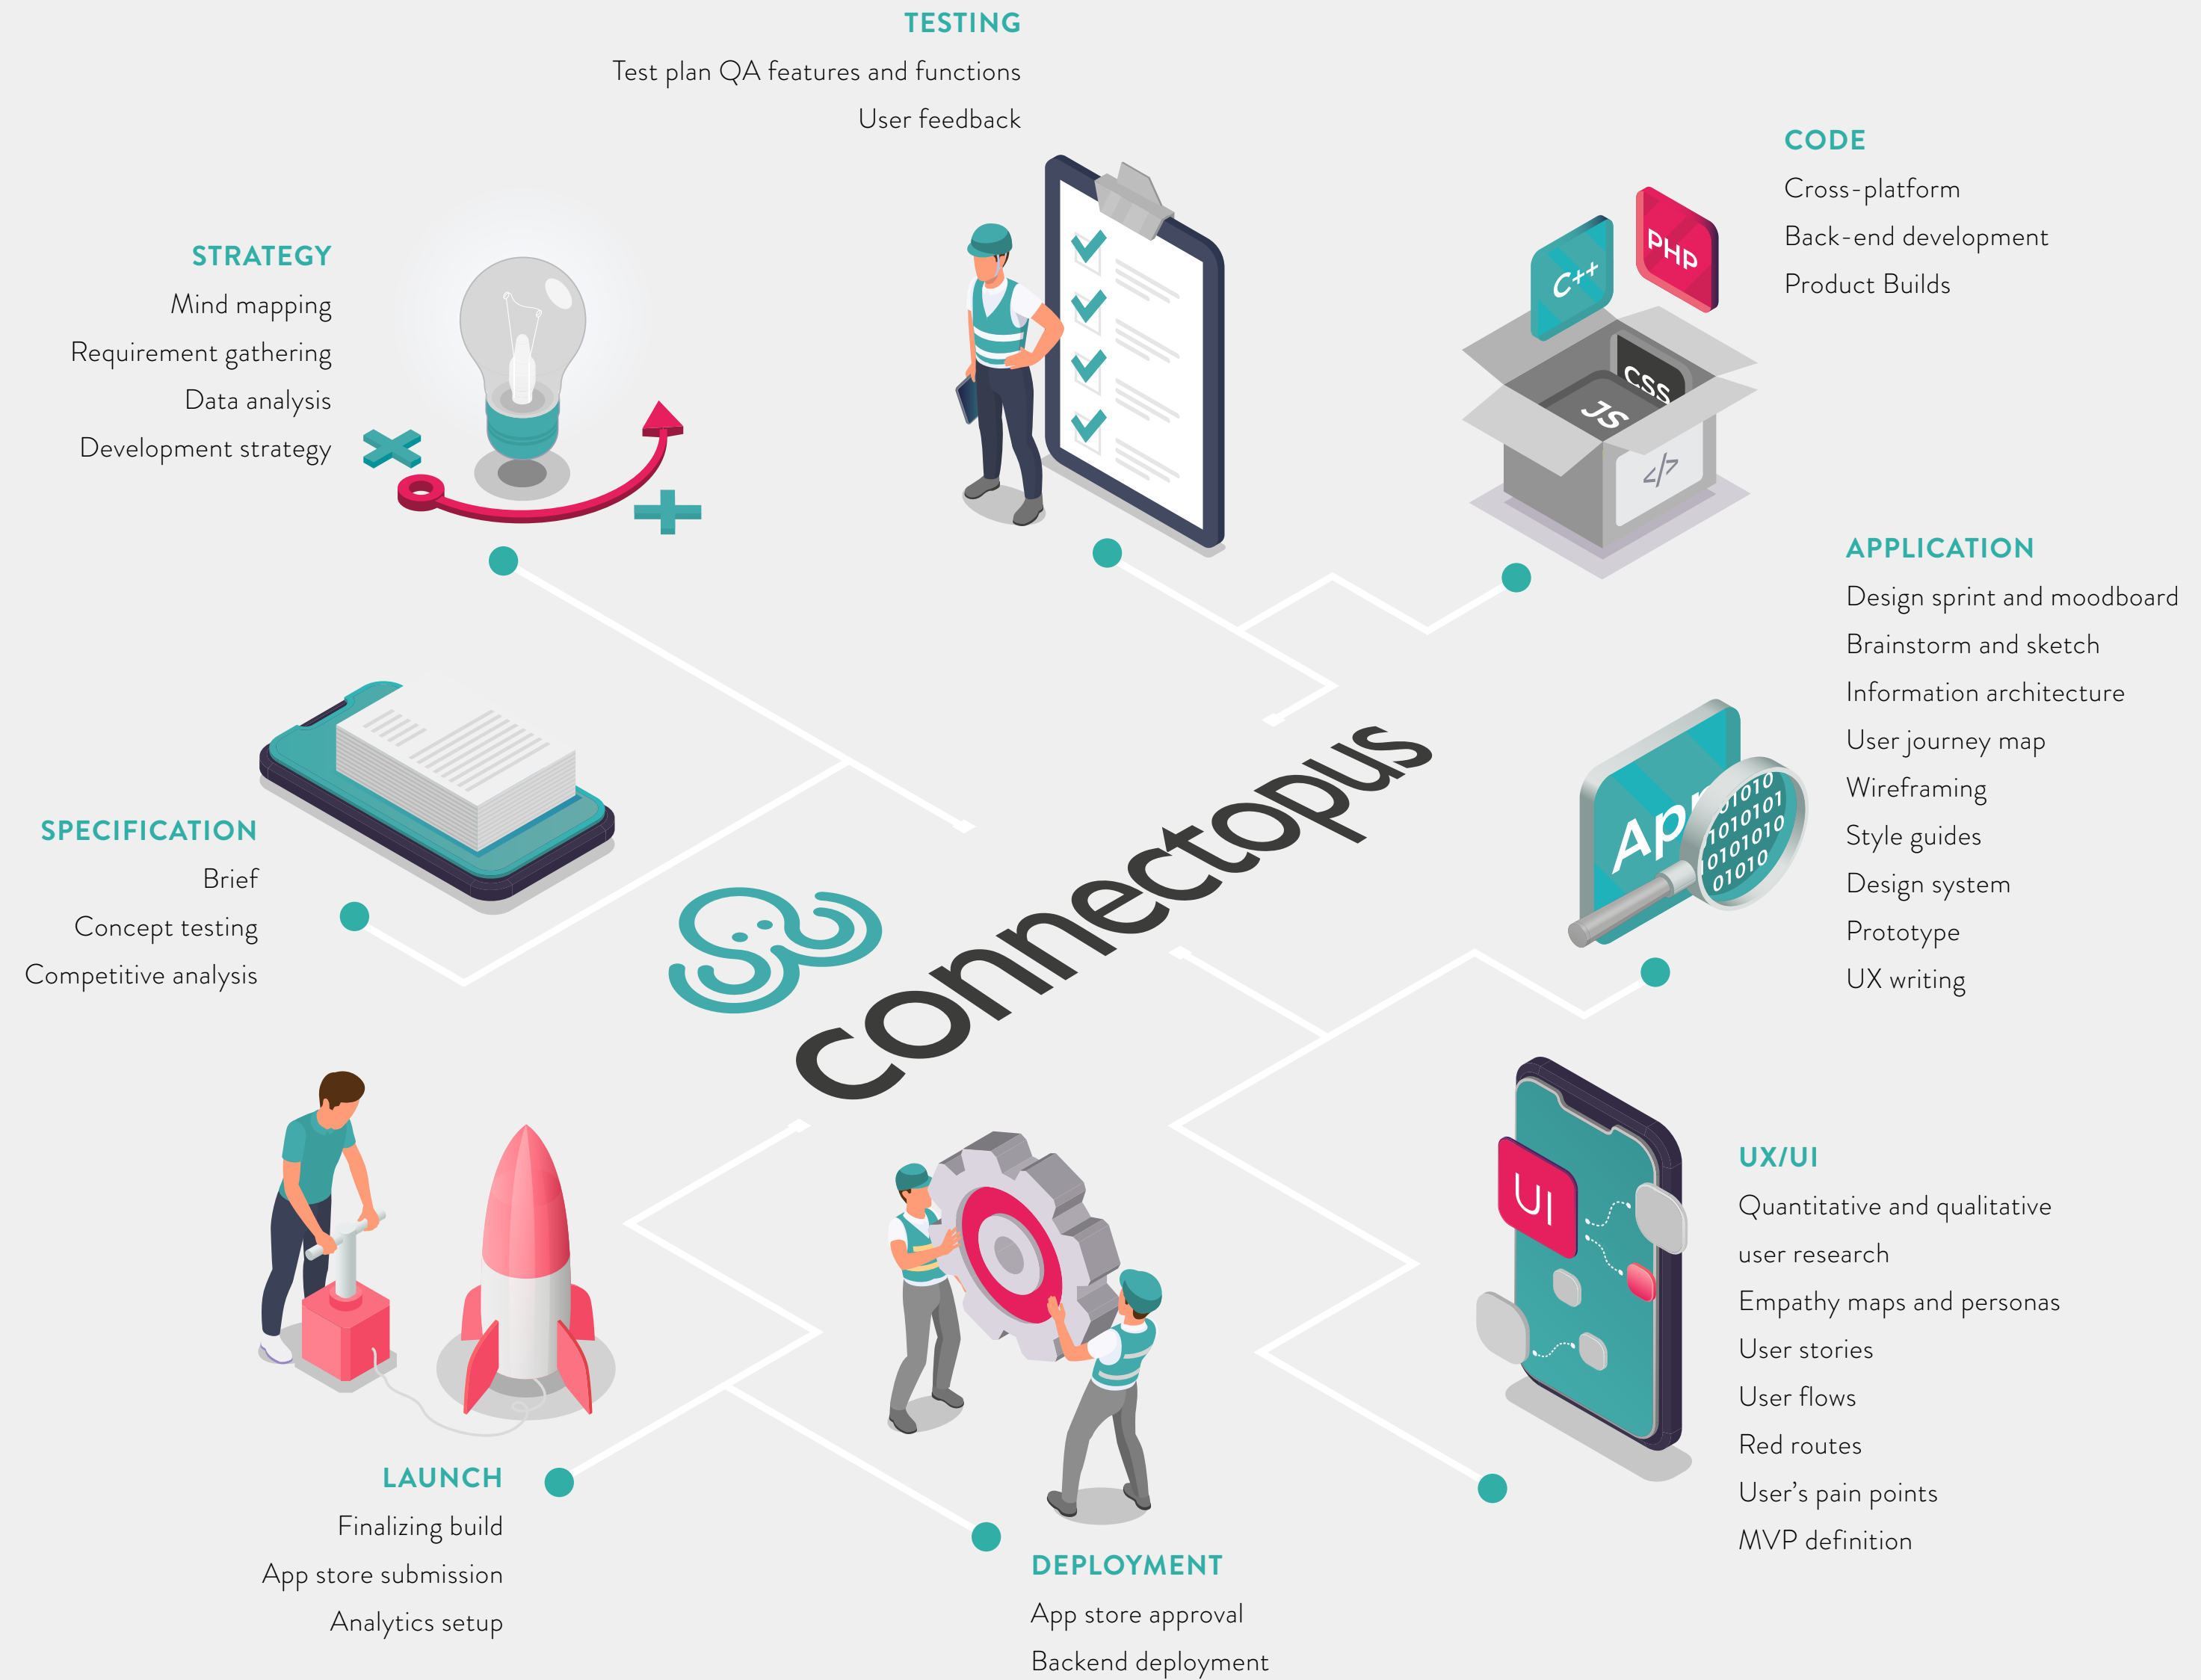 TESTING
Test plan QA features and functions
User feedback
CODE
Cross-platform
Back-end development
Product Builds
C++
PHP
CSS
JS
</>
STRATEGY
Mind mapping
Requirement gathering
Data analysis
Development strategy
APPLICATION
Design sprint and moodboard
Brainstorm and sketch
Information architecture
User journey map
Wireframing
Style guides
Design system
Prototype
UX writing
01010
1010101
10101010
01010
SPECIFICATION
Brief
Concept testing
Competitive analysis
connectopus
UX/UI
Quantitative and qualitative
user research
Empathy maps and personas
User stories
User flows
Red routes
User's pain points
MVP definition
UI
LAUNCH
Finalizing build
App store submission
Analytics setup
DEPLOYMENT
App store approval
Backend deployment